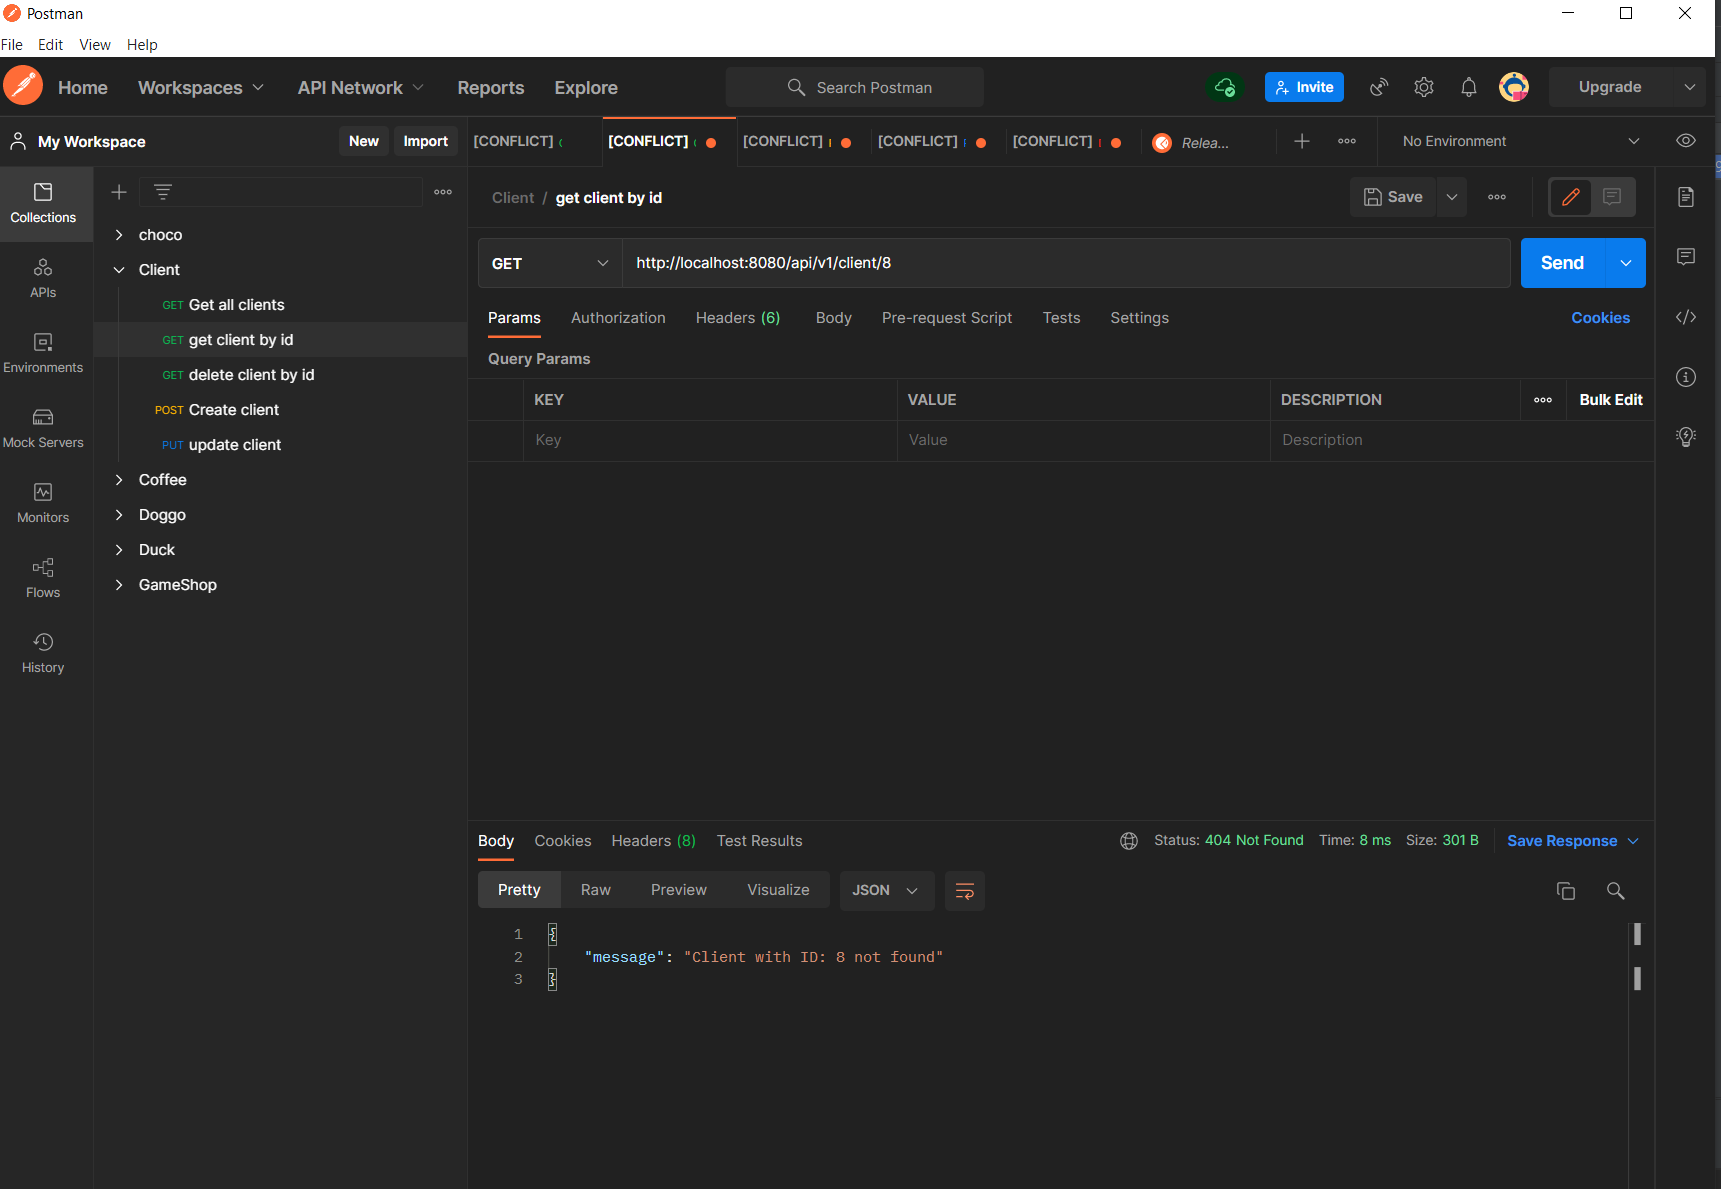 Postman
File Edit View Help
Home Workspaces API Network Reports Explore Search Postman Invite Upgrade
My Workspace New Import [CONFLICT] [CONFLICT] [CONFLICT] [CONFLICT] [CONFLICT] Relea... No Environment
Collections
APIs
Environments
Mock Servers
Monitors
Flows
History
choco
Client
GET Get all clients
GET get client by id
GET delete client by id
POST Create client
PUT update client
Coffee
Doggo
Duck
GameShop
Client / get client by id Save
GET http://localhost:8080/api/v1/client/8 Send
Params Authorization Headers (6) Body Pre-request Script Tests Settings Cookies
Query Params
KEY VALUE DESCRIPTION Bulk Edit
Key Value Description
Body Cookies Headers (8) Test Results Status: 404 Not Found Time: 8 ms Size: 301 B Save Response
Pretty Raw Preview Visualize JSON
1 {
2 "message": "Client with ID: 8 not found"
3 }